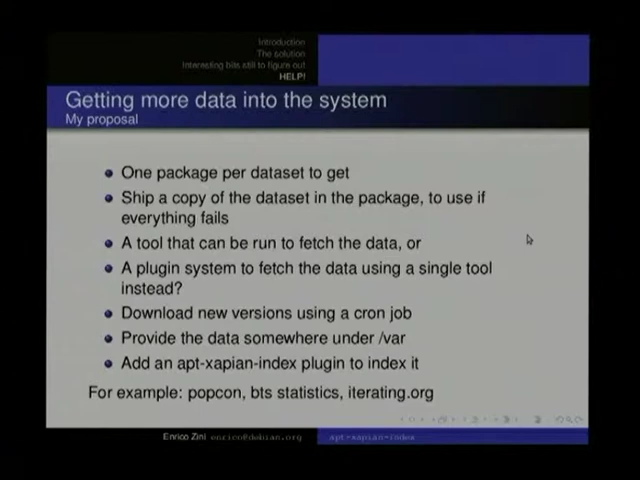 Introduction
The solution
Interesting bits still to figure out
HELP!
Getting more data into the system
My proposal
One package per dataset to get
Ship a copy of the dataset in the package, to use if
everything fails
A tool that can be run to fetch the data, or
A plugin system to fetch the data using a single tool
instead?
Download new versions using a cron job
Provide the data somewhere under /var
Add an apt-xapian-index plugin to index it
For example: popcon, bts statistics, iterating.org
Enrico Zini enrico@debian.org
apt-xapian-index